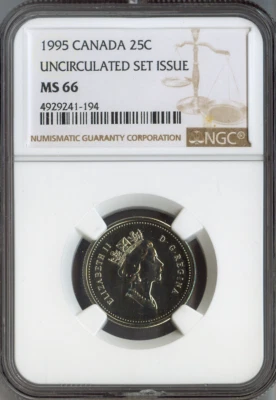 1995 CANADA 25C
UNCIRCULATED SET ISSUE
MS 66
4929241-194
NUMISMATIC GUARANTY CORPORATION
NGC®
ELIZABETH II
D·G·REGINA